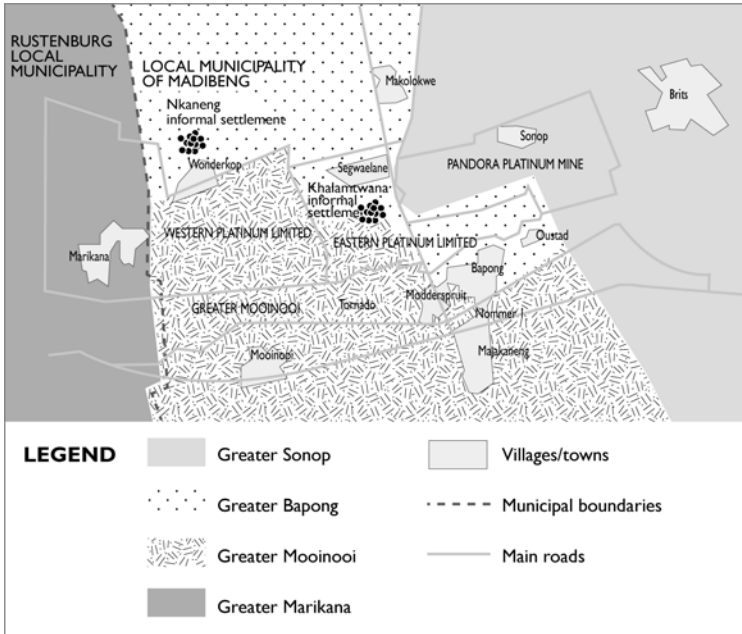 RUSTENBURG
LOCAL
MUNICIPALITY
LOCAL MUNICIPALITY
OF MADIBENG
Nkaneng
informal settlement
Makolokwe
Brits
Wonderkop
Segwaelane
Sonop
PANDORA PLATINUM MINE
Khalamtwana
informal
settleme
WESTERN PLATINUM LIMITED
EASTERN PLATINUM LIMITED
Oustad
Marikana
Bapong
Modderspruit
GREATER MOOINOOI
Tornado
Nommer 1
Mooinooi
Majakaneng
LEGEND
Greater Sonop
Villages/towns
Greater Bapong
Municipal boundaries
Greater Mooinooi
Main roads
Greater Marikana